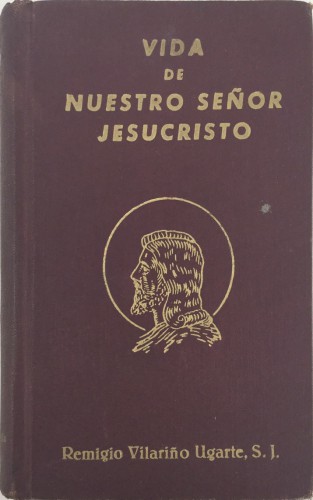 VIDA
DE
NUESTRO SEÑOR
JESUCRISTO
Remigio Vilariño Ugarte, S. J.